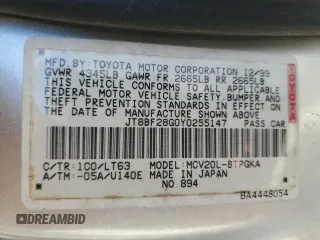 MFD. BY: TOYOTA MOTOR CORPORATION 12/99
GVWR 4345LB GAWR FR 2665LB RR 2665LB
THIS VEHICLE CONFORMS TO ALL APPLICABLE
FEDERAL MOTOR VEHICLE SAFETY, BUMPER, AND
THEFT PREVENTION STANDARDS IN EFFECT ON THE
DATE OF MANUFACTURE SHOWN ABOVE.
JT8BF28G0Y0255147 PASS.CAR
TOYOTA
C/TR:1C0/LT63 MODEL:MCV20L-BTPGKA
A/TM:-05A/U140E MADE IN JAPAN
NO.894
BA4448054
autobidcar